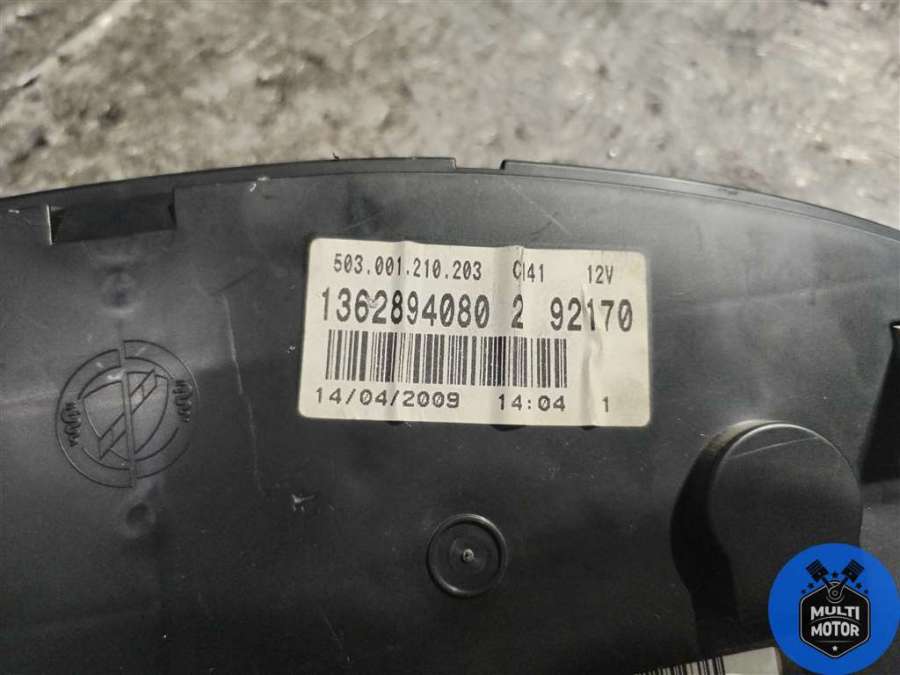 503.001.210.203 C141 12V
1362894080 2 92170
14/04/2009 14:04 1
MULTI
MOTOR